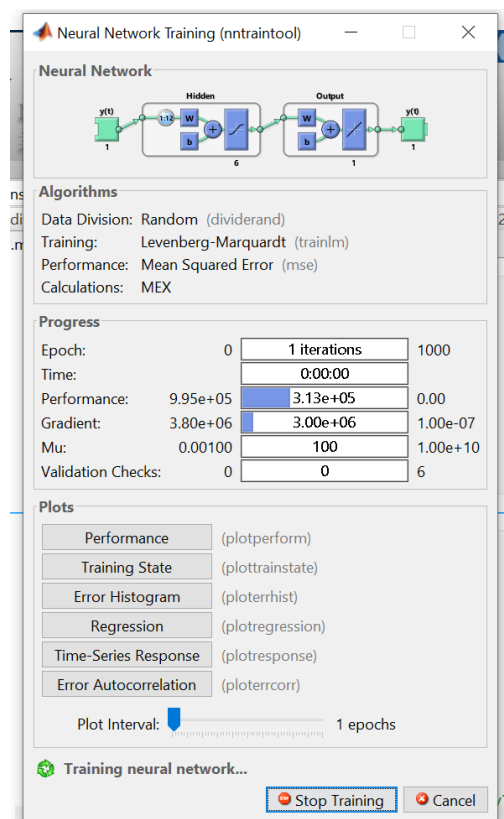 Neural Network Training (nntraintool)
Neural Network
Hidden
Output
y(t)
1:12
W
b
W
b
y(t)
1
6
1
1
Algorithms
Data Division: Random (dividerand)
Training: Levenberg-Marquardt (trainlm)
Performance: Mean Squared Error (mse)
Calculations: MEX
Progress
Epoch: 0 1 iterations 1000
Time: 0:00:00
Performance: 9.95e+05 3.13e+05 0.00
Gradient: 3.80e+06 3.00e+06 1.00e-07
Mu: 0.00100 100 1.00e+10
Validation Checks: 0 0 6
Plots
Performance (plotperform)
Training State (plottrainstate)
Error Histogram (ploterrhist)
Regression (plotregression)
Time-Series Response (plotresponse)
Error Autocorrelation (ploterrcorr)
Plot Interval: 1 epochs
Training neural network...
Stop Training Cancel